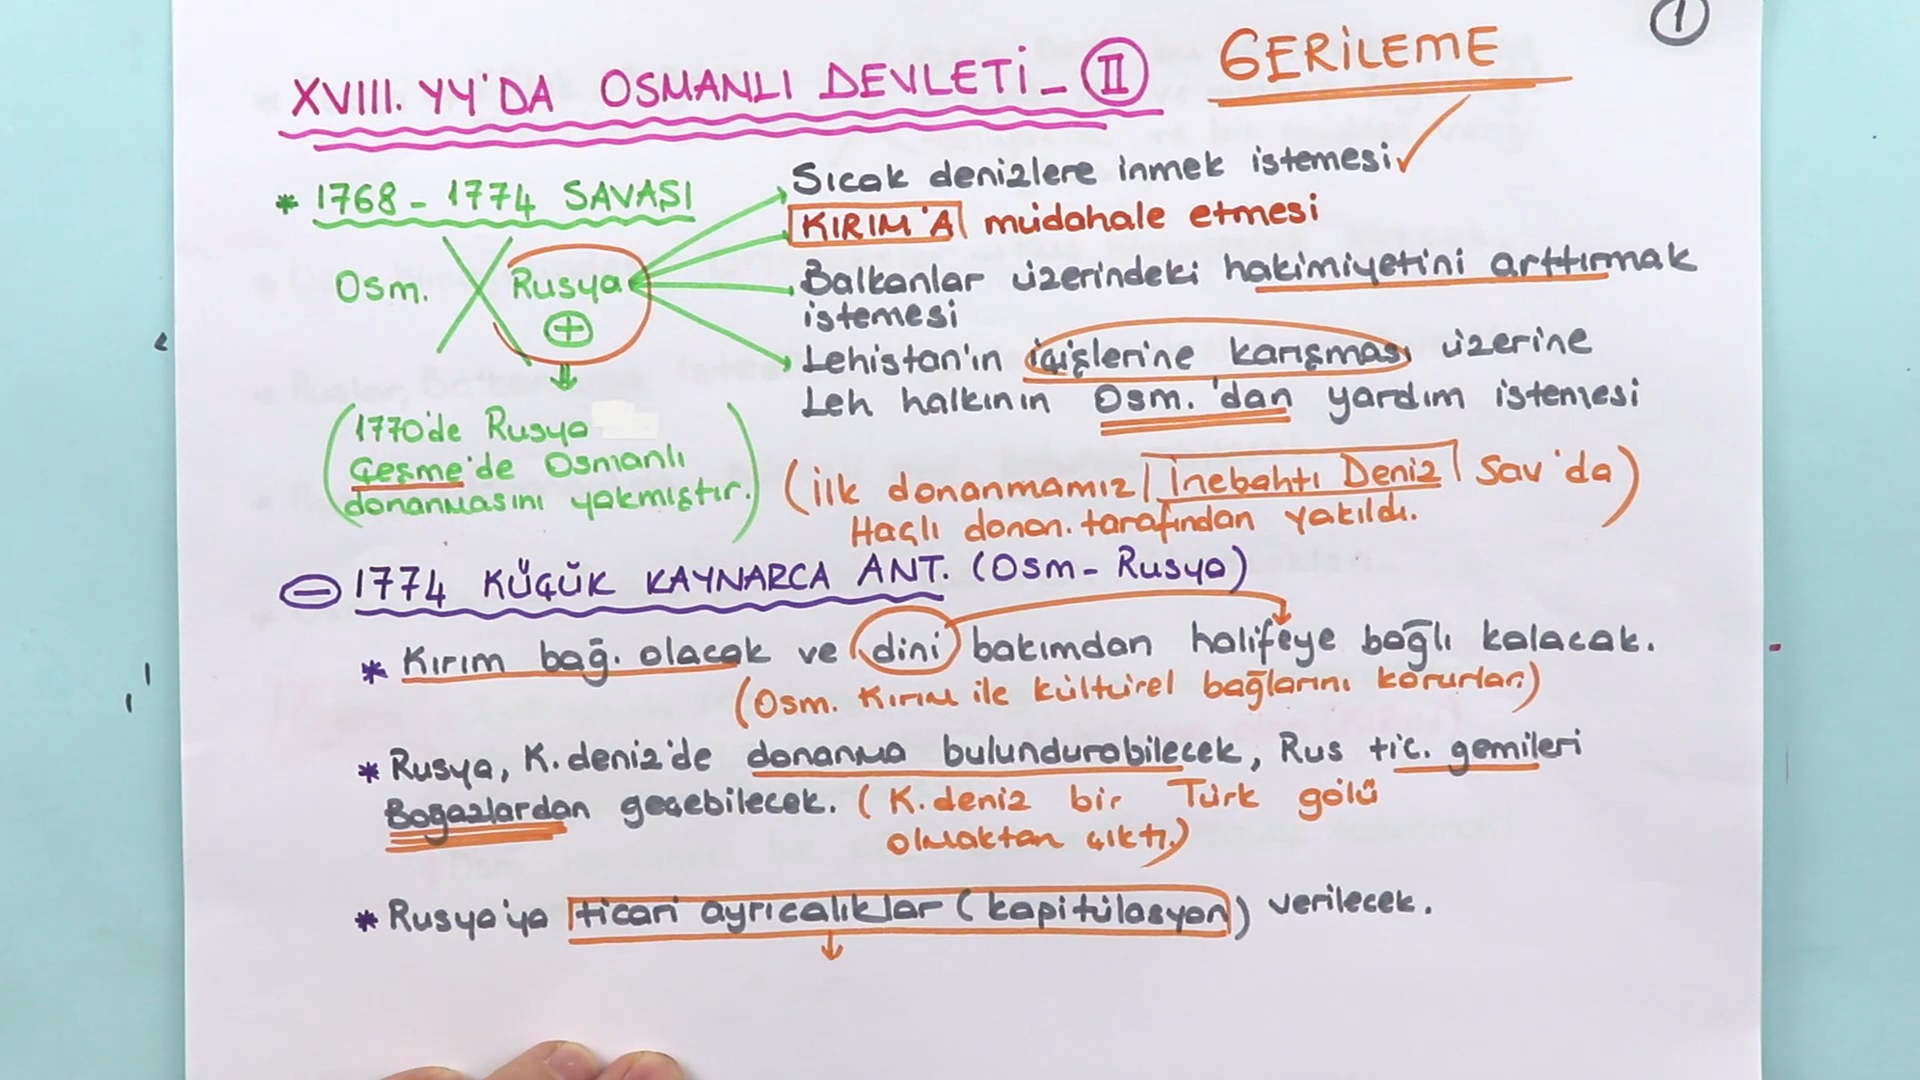 1
XVIII. YY'DA OSMANLI DEVLETİ - II
GERİLEME
* 1768 - 1774 SAVAŞI
Osm. X Rusya
+
Sıcak denizlere inmek istemesi
KIRIM'A müdahale etmesi
Balkanlar üzerindeki hakimiyetini arttırmak
istemesi
Lehistan'ın içişlerine karışması üzerine
Leh halkının Osm.'dan yardım istemesi
(1770'de Rusya
Çeşme'de Osmanlı
donanmasını yakmıştır.)
(İlk donanmamız İnebahtı Deniz Sav'da
Haçlı donan. tarafından yakıldı.)
- 1774 KÜÇÜK KAYNARCA ANT. (Osm - Rusya)
* Kırım bağ. olacak ve dini bakımdan halifeye bağlı kalacak.
(Osm. Kırım ile kültürel bağlarını korurlar.)
* Rusya, K.deniz'de donanma bulundurabilecek, Rus tic. gemileri
Boğazlardan geçebilecek. (K.deniz bir Türk gölü
olmaktan çıktı.)
* Rusya'ya ticari ayrıcalıklar (kapitülasyon) verilecek.